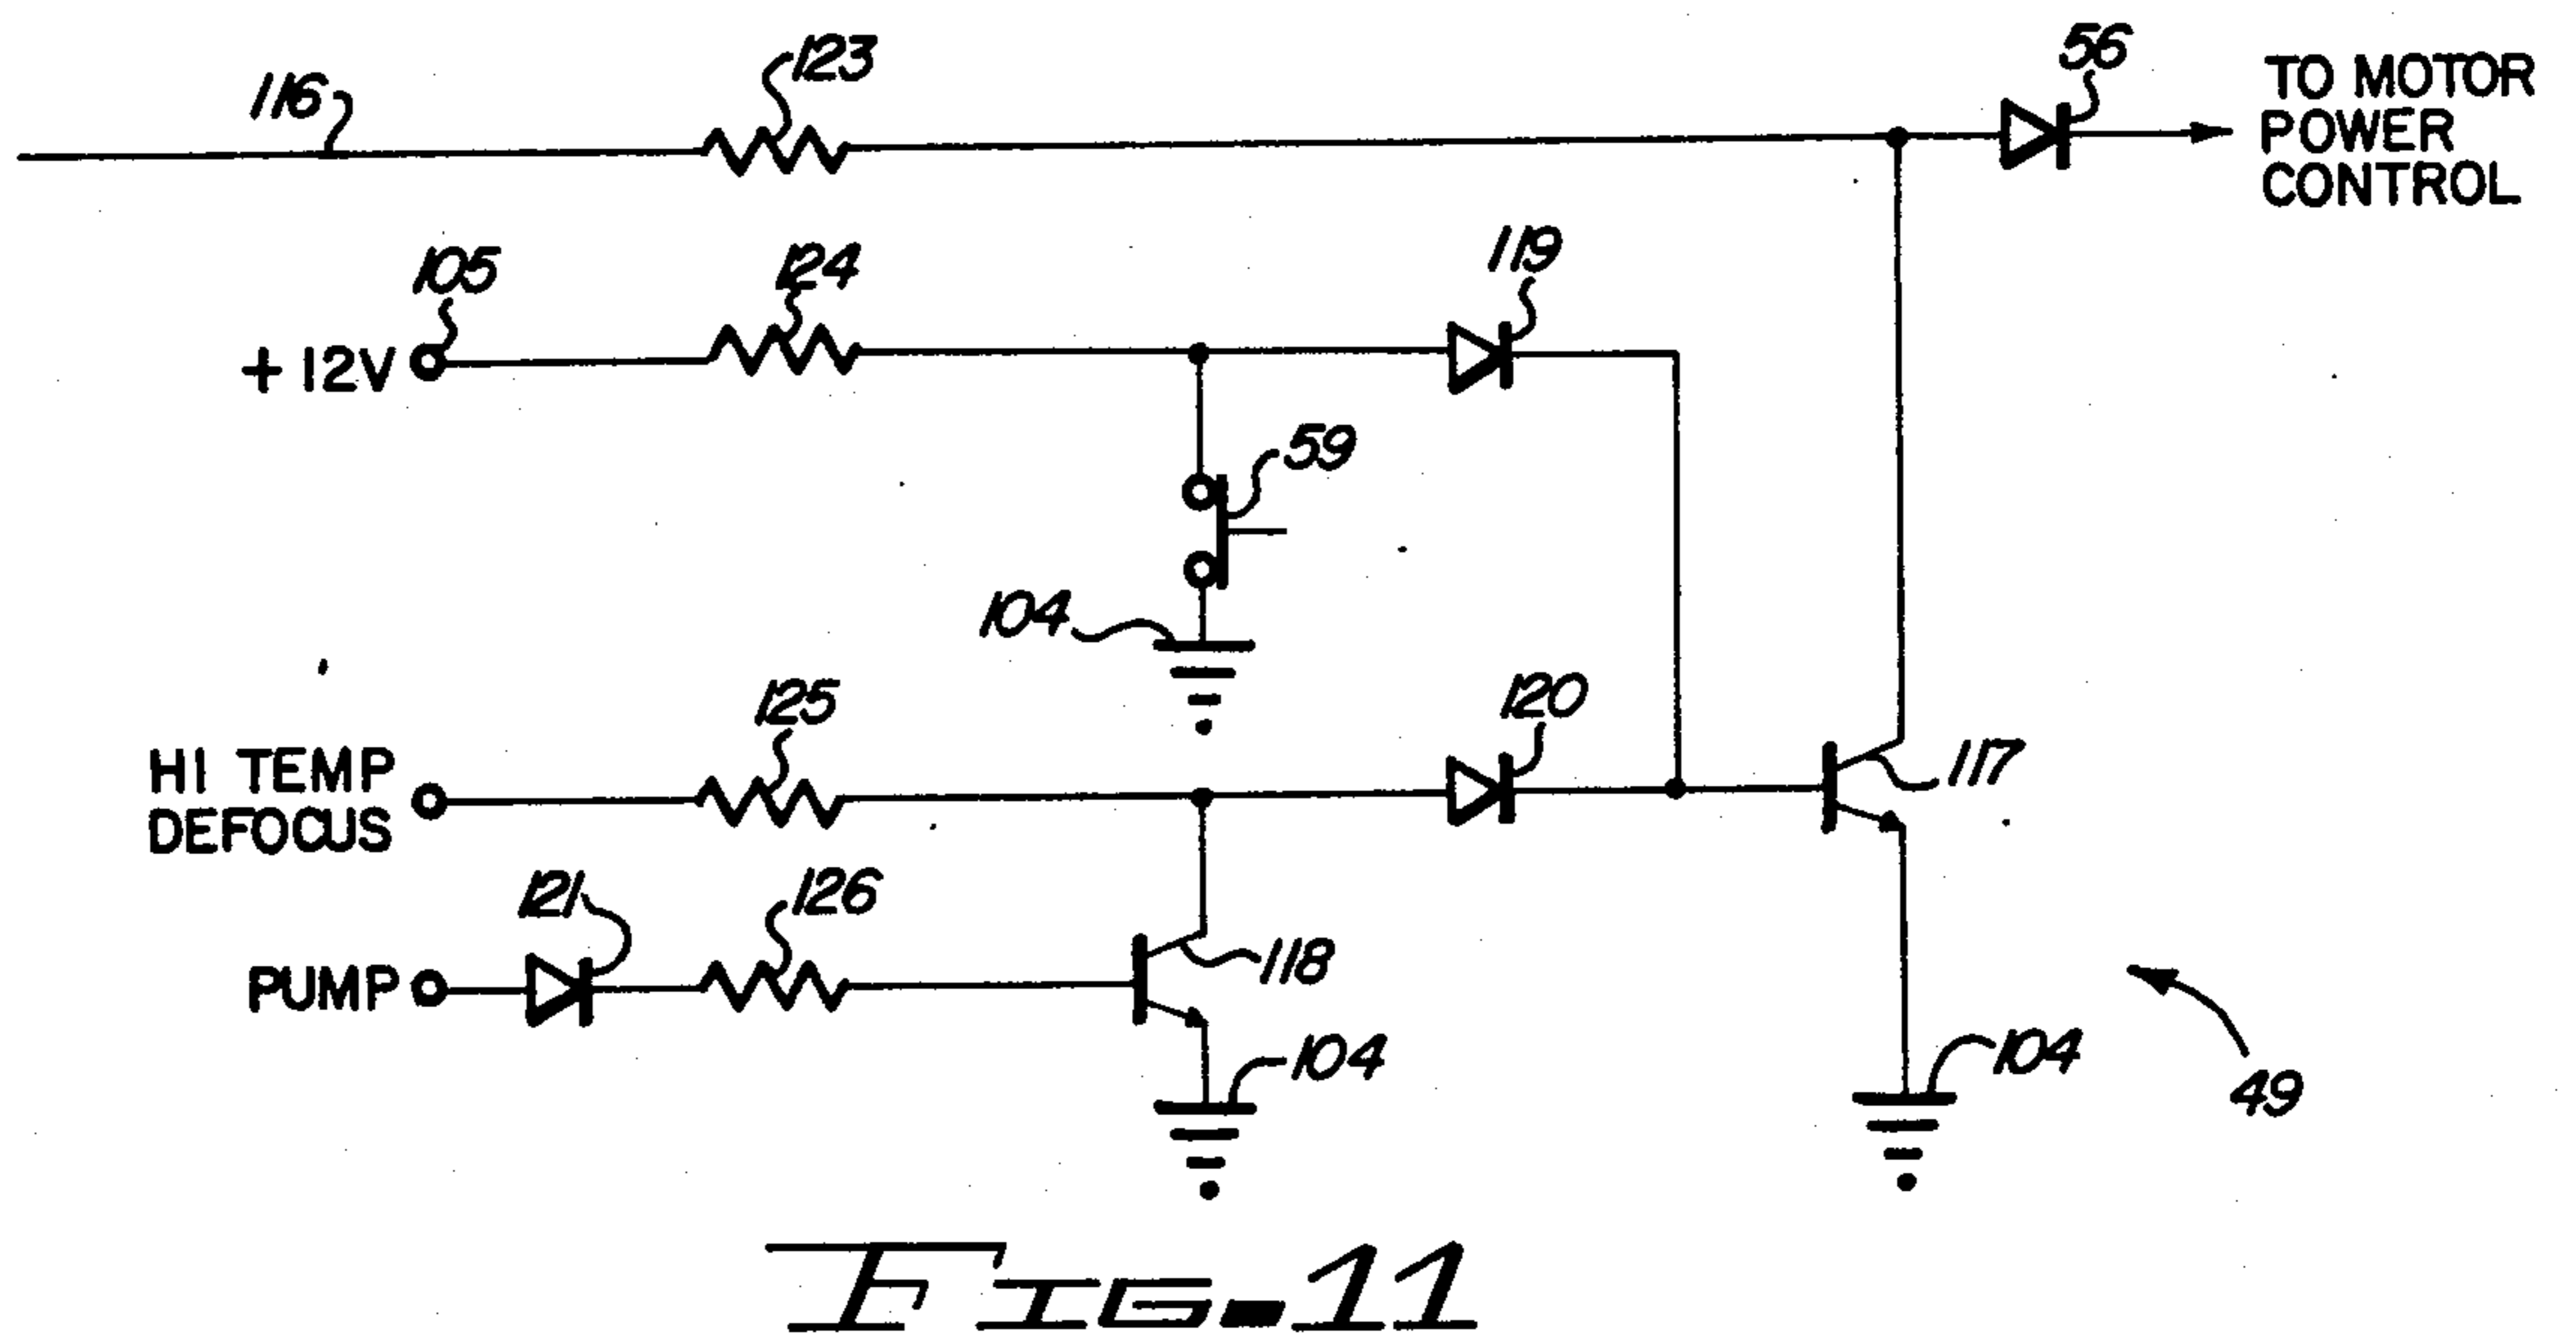 116
123
56
TO MOTOR
POWER
CONTROL
105
124
119
+12V
59
104
125
120
HI TEMP
DEFOCUS
117
121
126
PUMP
118
104
104
49
FIG-11